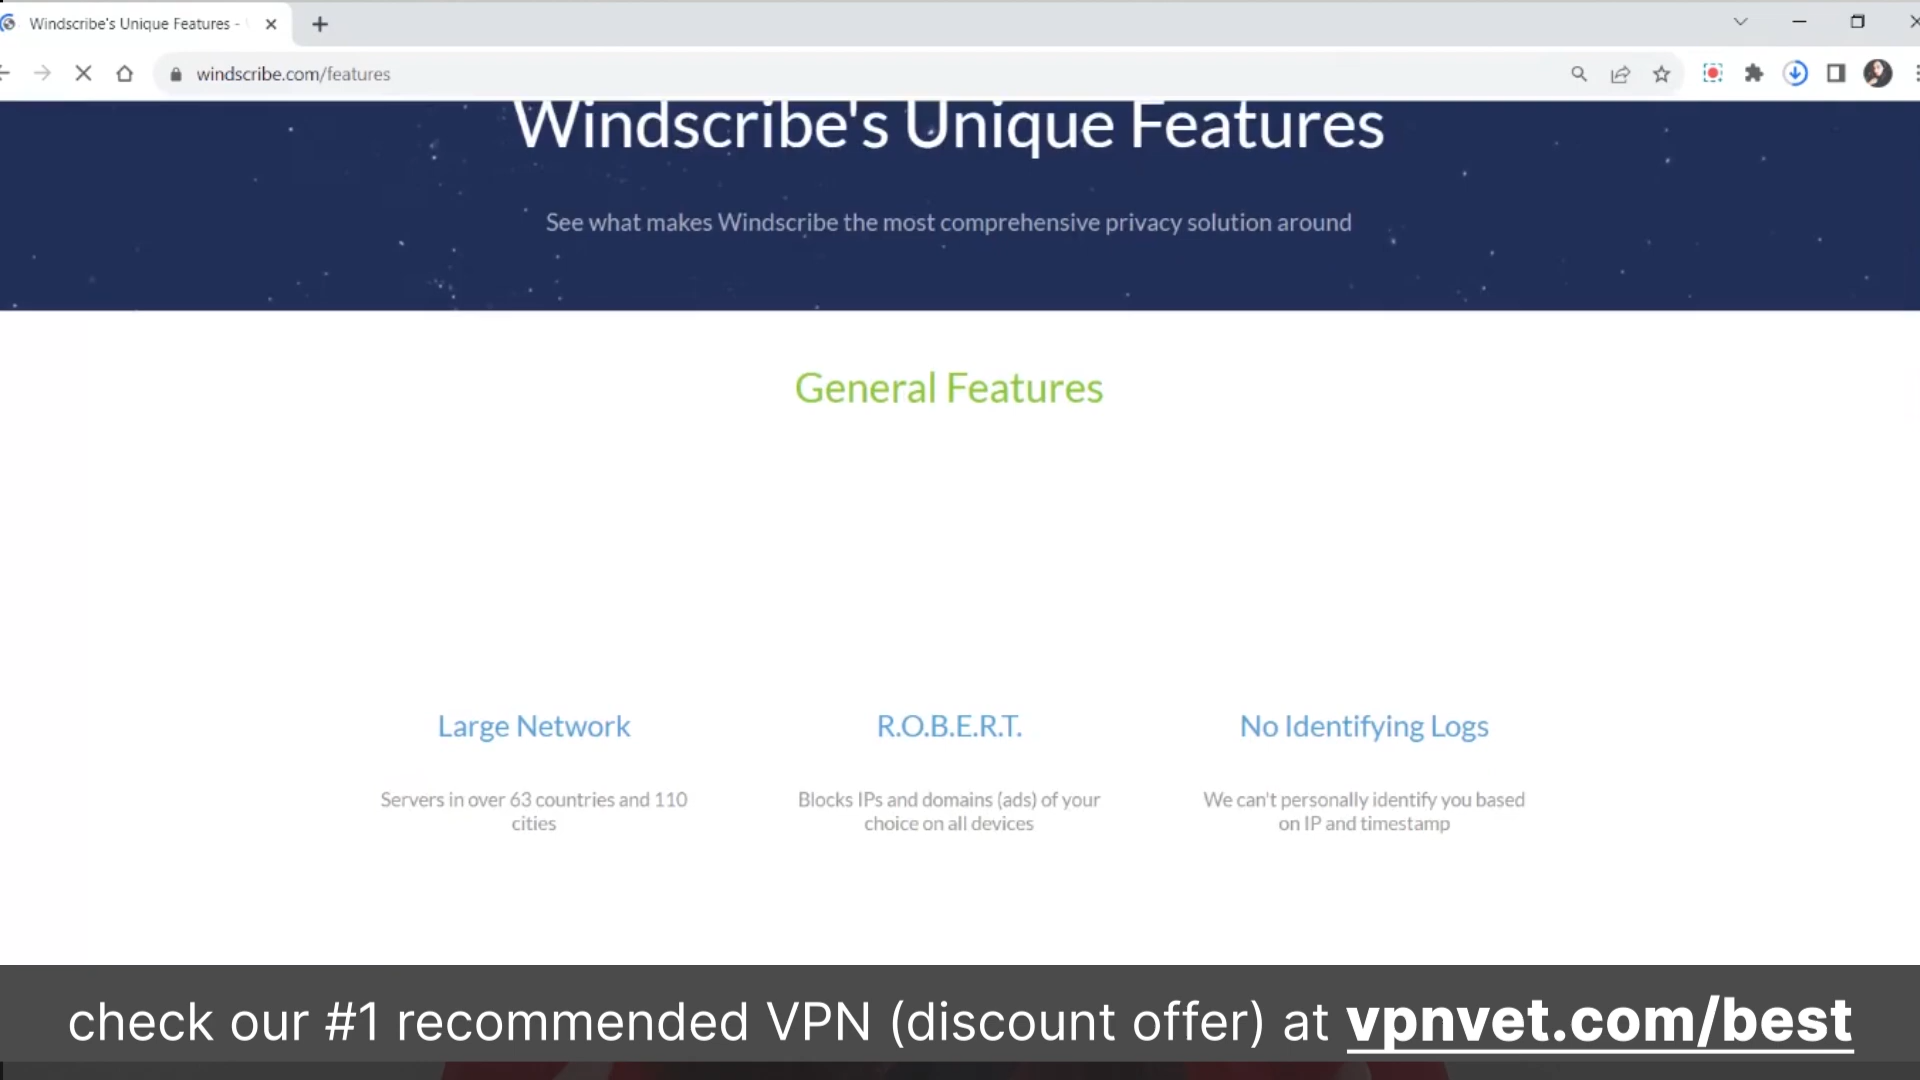 Windscribe's Unique Features -
windscribe.com/features
Windscribe's Unique Features
See what makes Windscribe the most comprehensive privacy solution around
General Features
Large Network
Servers in over 63 countries and 110
cities
R.O.B.E.R.T.
Blocks IPs and domains (ads) of your
choice on all devices
No Identifying Logs
We can't personally identify you based
on IP and timestamp
check our #1 recommended VPN (discount offer) at vpnvet.com/best